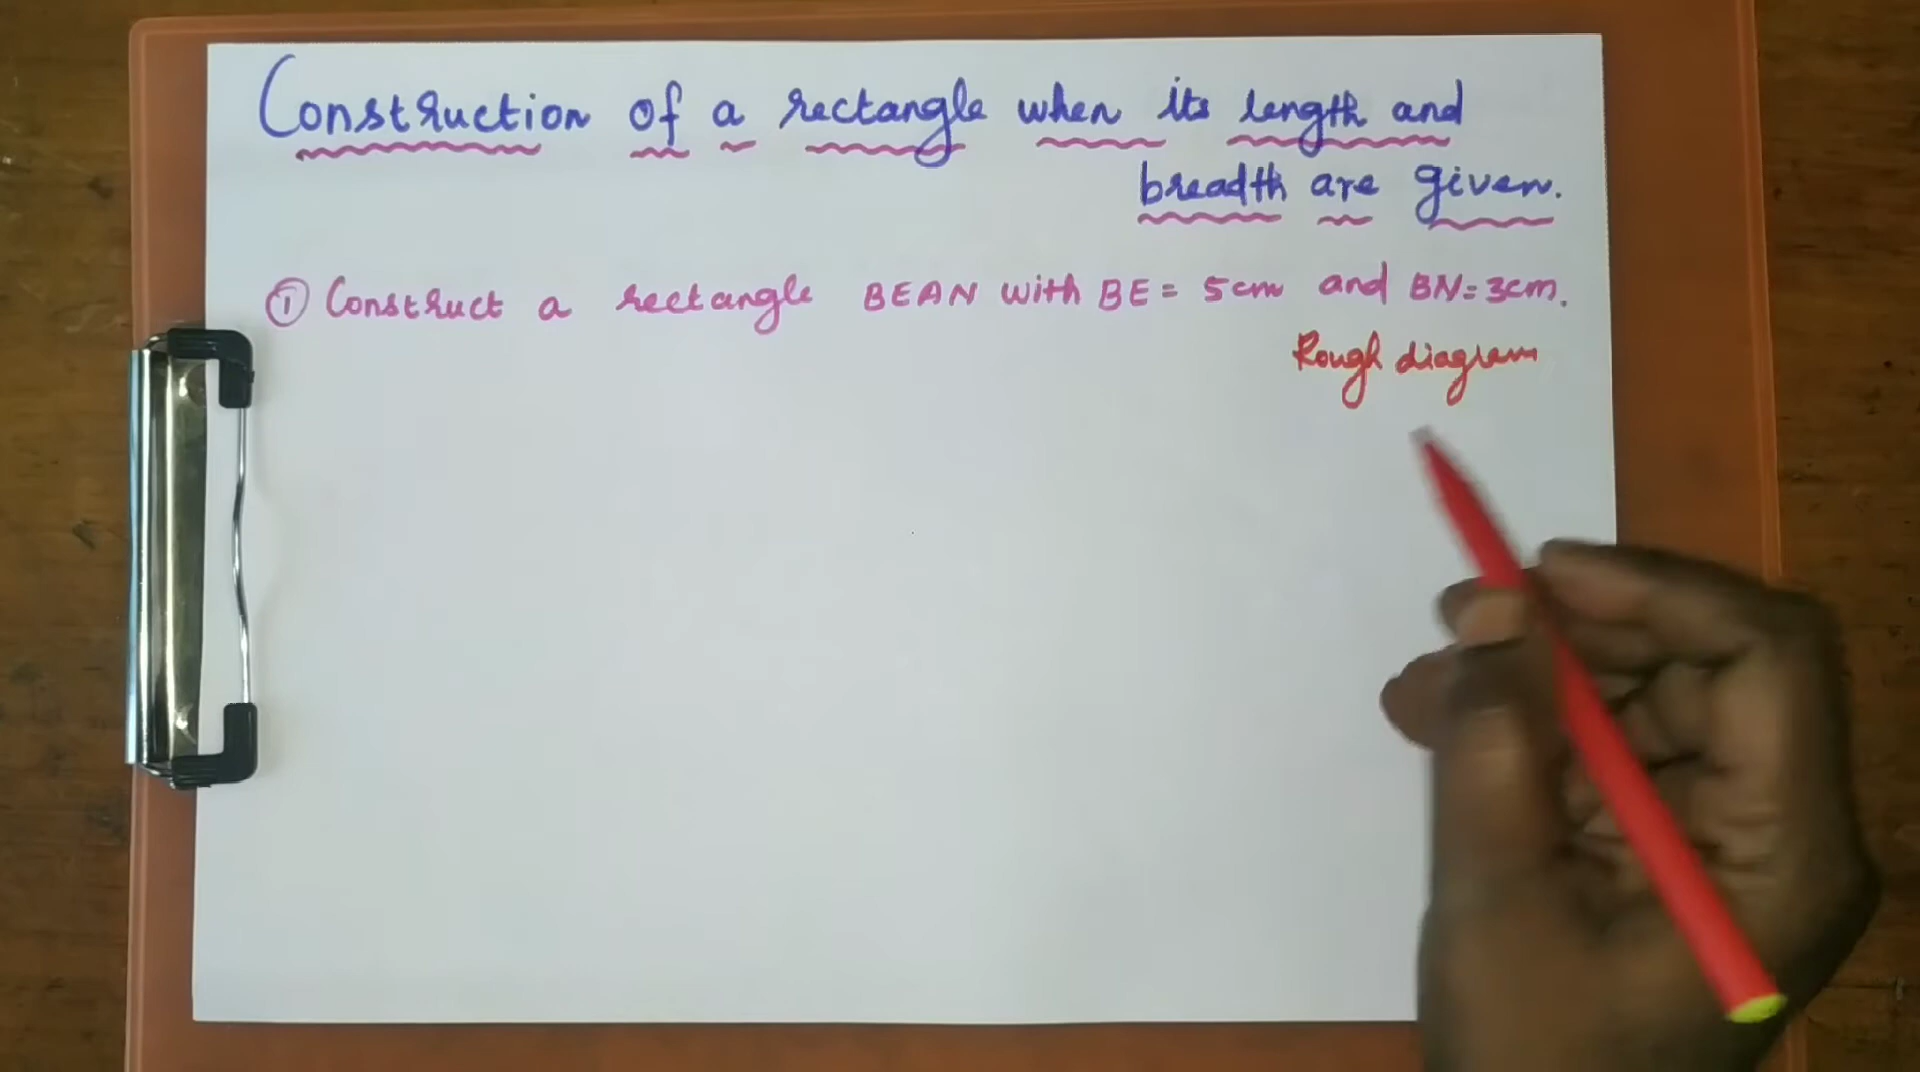 Construction of a rectangle when its length and
breadth are given.
① Construct a rectangle BEAN with BE = 5cm and BN = 3cm.
Rough diagram